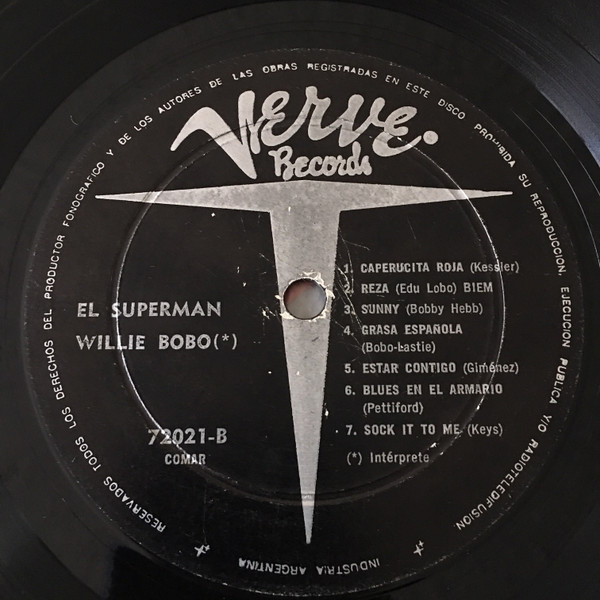 RESERVADOS TODOS LOS DERECHOS DEL PRODUCTOR FONOGRAFICO Y DE LOS AUTORES DE LAS OBRAS REGISTRADAS EN ESTE DISCO PROHIBIDA SU REPRODUCCION. EJECUCION PUBLICA Y/O RADIOTELEDIFUSION
Verve
Records
EL SUPERMAN
WILLIE BOBO(*)
72021-B
COMAR
1. CAPERUCITA ROJA (Kessler)
2. REZA (Edu Lobo) BIEM
3. SUNNY (Bobby Hebb)
4. GRASA ESPAÑOLA
(Bobo-Lastie)
5. ESTAR CONTIGO (Giménez)
6. BLUES EN EL ARMARIO
(Pettiford)
7. SOCK IT TO ME (Keys)
(*) Intérprete
INDUSTRIA ARGENTINA